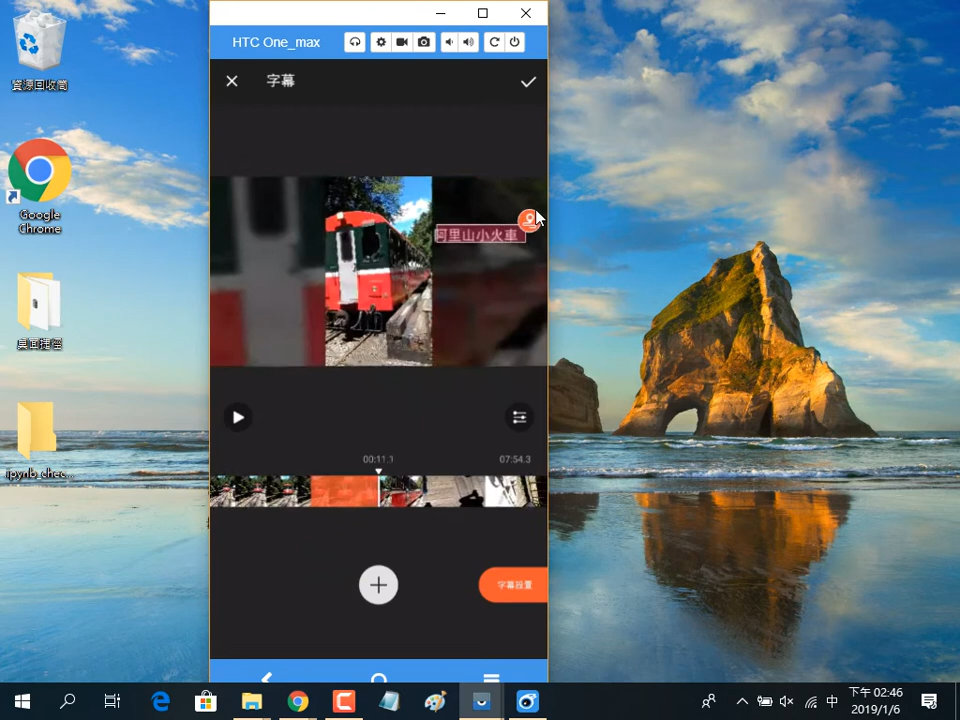 HTC One_max
資源回收筒
字幕
Google
Chrome
阿里山小火車
桌面捷徑
00:11.1
07:54.3
ipynb_chec...
字幕設置
中
下午 02:46
2019/1/6